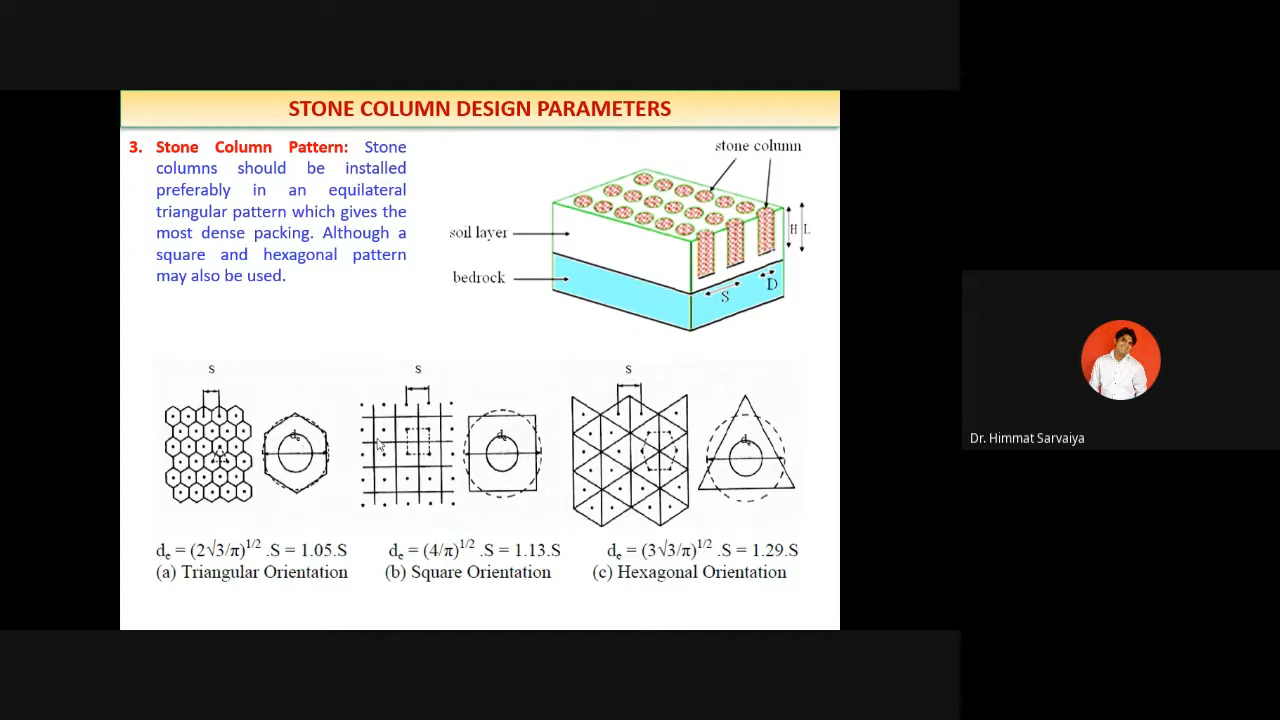 STONE COLUMN DESIGN PARAMETERS
3. Stone Column Pattern: Stone
columns should be installed
preferably in an equilateral
triangular pattern which gives the
most dense packing. Although a
square and hexagonal pattern
may also be used.
stone column
soil layer
bedrock
H
L
S
D
S
S
S
de
de
de
de = (2√3/π)^1/2 .S = 1.05.S
de = (4/π)^1/2 .S = 1.13.S
de = (3√3/π)^1/2 .S = 1.29.S
(a) Triangular Orientation
(b) Square Orientation
(c) Hexagonal Orientation
Dr. Himmat Sarvaiya